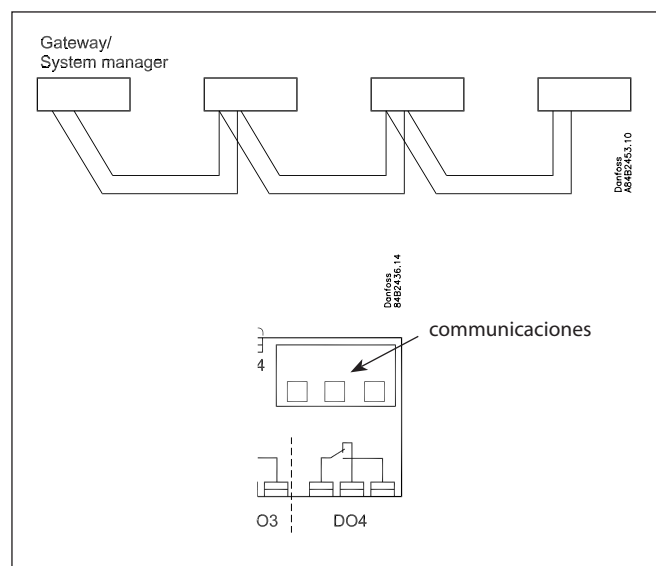 Gateway/
System manager
Danfoss
A84B2453.10
Danfoss
84B2436.14
communicaciones
4
O3
DO4